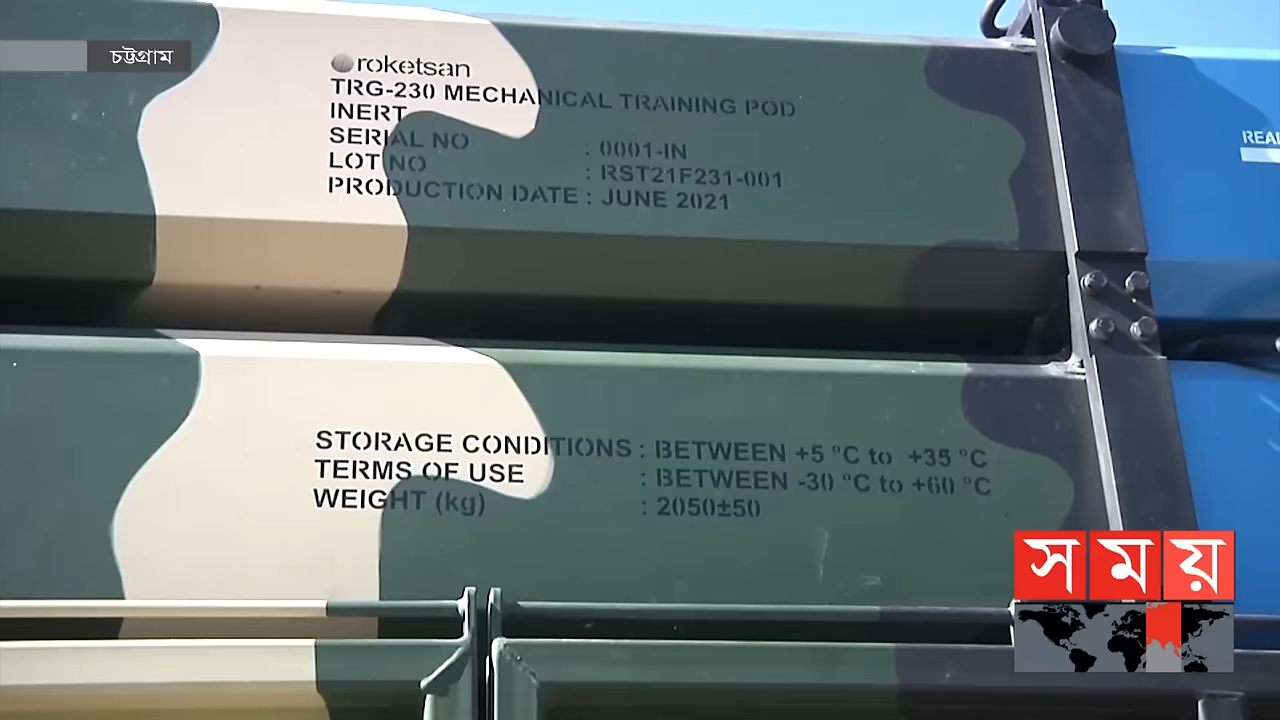 চট্টগ্রাম
roketsan
TRG-230 MECHANICAL TRAINING POD
INERT
SERIAL NO : 0001-IN
LOT NO : RST21F231-001
PRODUCTION DATE : JUNE 2021
STORAGE CONDITIONS : BETWEEN +5 °C to +35 °C
TERMS OF USE : BETWEEN -30 °C to +60 °C
WEIGHT (kg) : 2050±50
সময়